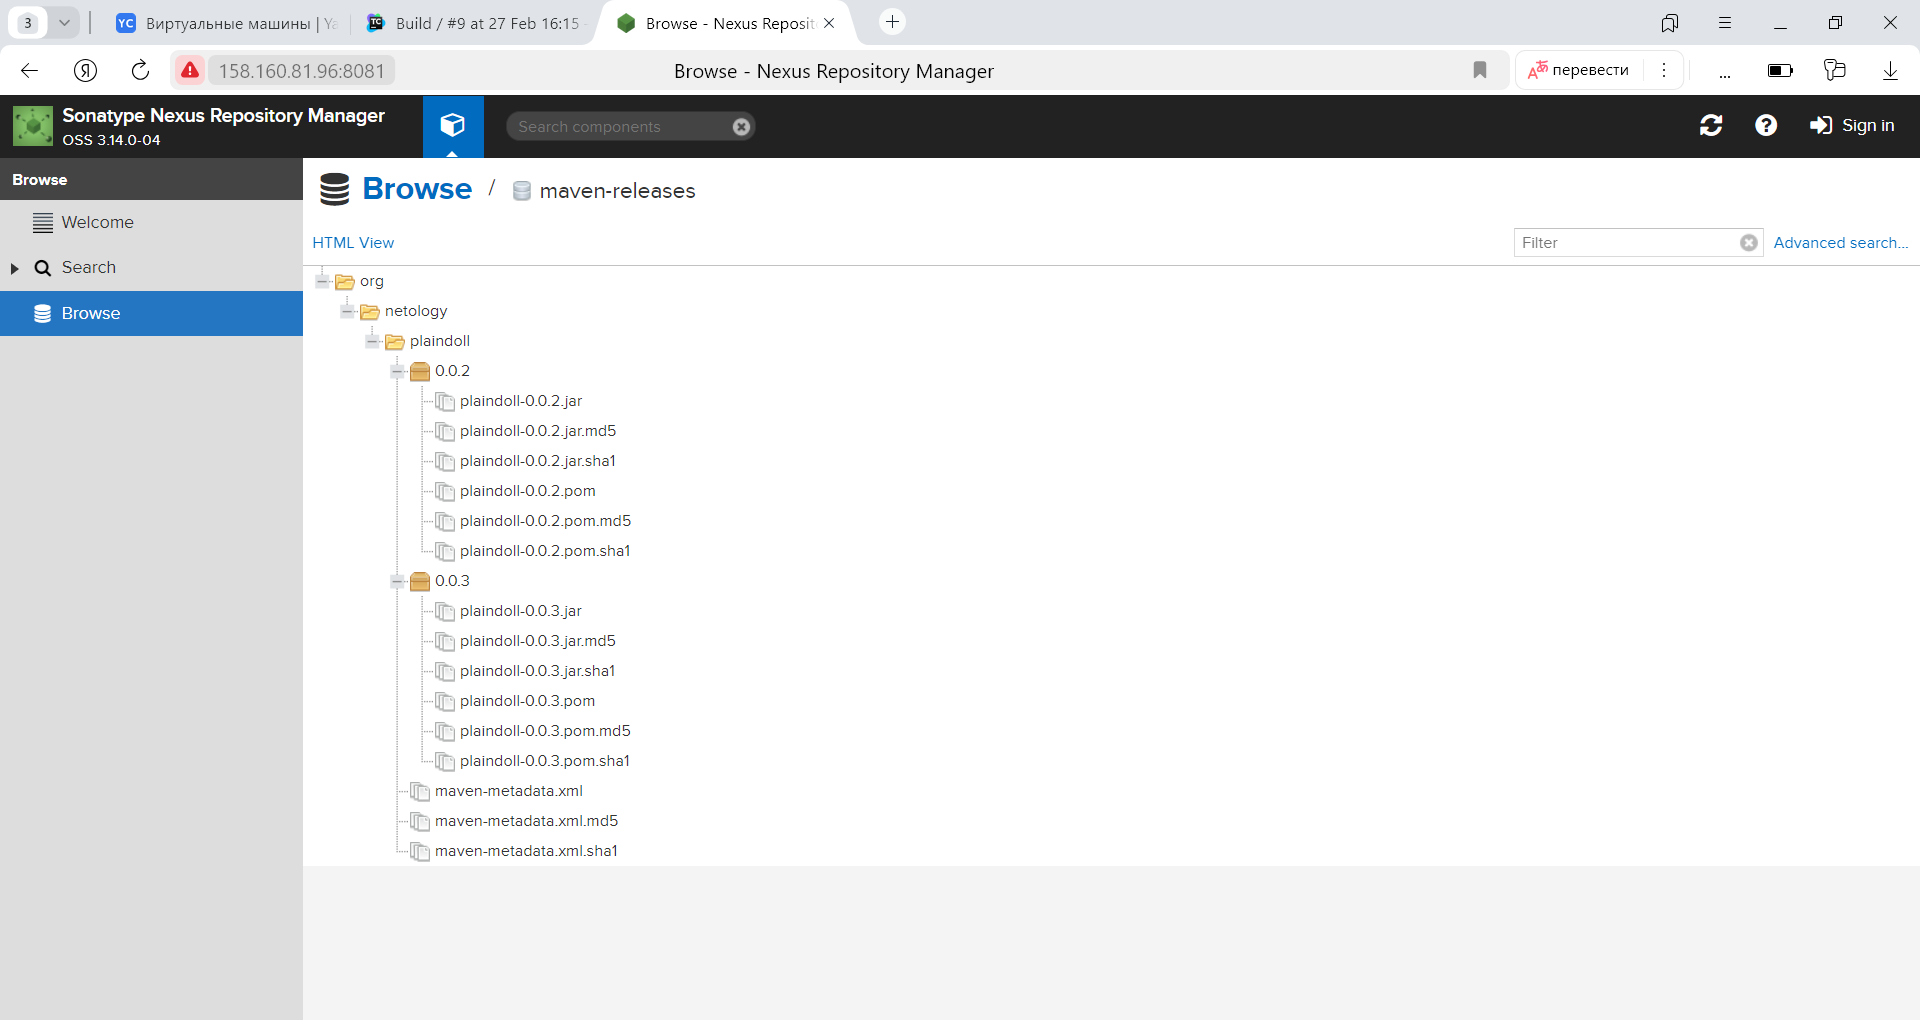 3
YC Виртуальные машины | Ya
TC Build / #9 at 27 Feb 16:15 -
Browse - Nexus Reposit
Я 158.160.81.96:8081
Browse - Nexus Repository Manager
перевести
...
Sonatype Nexus Repository Manager
OSS 3.14.0-04
Search components
Sign in
Browse
Welcome
Search
Browse
Browse / maven-releases
HTML View
Filter
Advanced search...
org
netology
plaindoll
0.0.2
plaindoll-0.0.2.jar
plaindoll-0.0.2.jar.md5
plaindoll-0.0.2.jar.sha1
plaindoll-0.0.2.pom
plaindoll-0.0.2.pom.md5
plaindoll-0.0.2.pom.sha1
0.0.3
plaindoll-0.0.3.jar
plaindoll-0.0.3.jar.md5
plaindoll-0.0.3.jar.sha1
plaindoll-0.0.3.pom
plaindoll-0.0.3.pom.md5
plaindoll-0.0.3.pom.sha1
maven-metadata.xml
maven-metadata.xml.md5
maven-metadata.xml.sha1